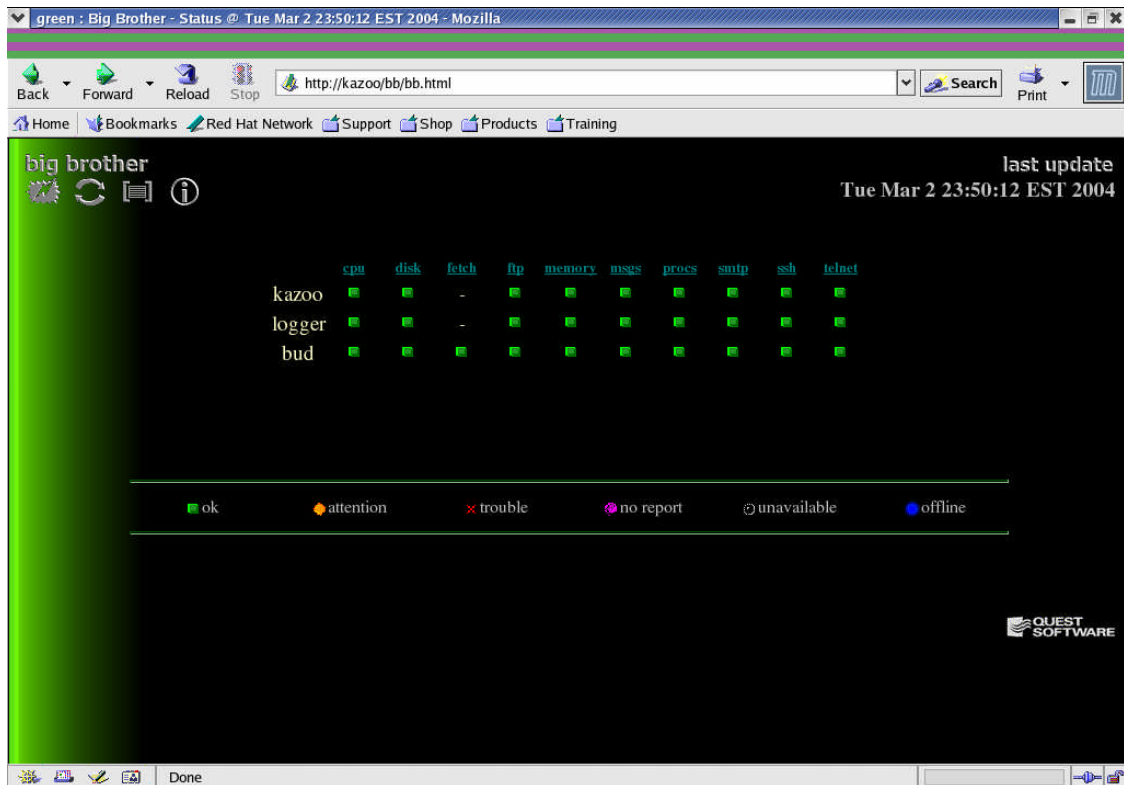 green : Big Brother - Status @ Tue Mar 2 23:50:12 EST 2004 - Mozilla
Back Forward Reload Stop http://kazoo/bb/bb.html Search Print
Home Bookmarks Red Hat Network Support Shop Products Training
big brother
last update
Tue Mar 2 23:50:12 EST 2004
cpu disk fetch ftp memory msgs procs smtp ssh telnet
kazoo -
logger -
bud
ok attention trouble no report unavailable offline
QUEST
SOFTWARE
Done